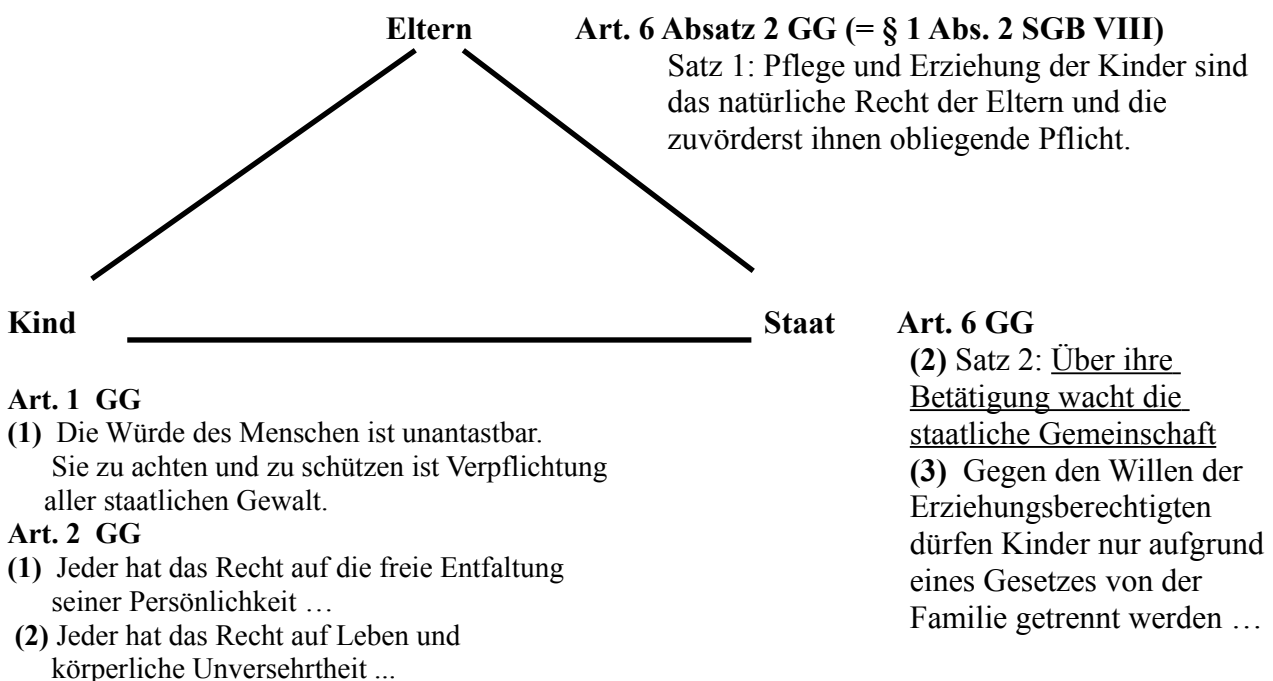 Eltern
Art. 6 Absatz 2 GG (= § 1 Abs. 2 SGB VIII)
Satz 1: Pflege und Erziehung der Kinder sind
das natürliche Recht der Eltern und die
zuvörderst ihnen obliegende Pflicht.
Kind
Staat
Art. 6 GG
(2) Satz 2: Über ihre
Betätigung wacht die
staatliche Gemeinschaft
(3) Gegen den Willen der
Erziehungsberechtigten
dürfen Kinder nur aufgrund
eines Gesetzes von der
Familie getrennt werden …
Art. 1 GG
(1) Die Würde des Menschen ist unantastbar.
Sie zu achten und zu schützen ist Verpflichtung
aller staatlichen Gewalt.
Art. 2 GG
(1) Jeder hat das Recht auf die freie Entfaltung
seiner Persönlichkeit …
(2) Jeder hat das Recht auf Leben und
körperliche Unversehrtheit ...